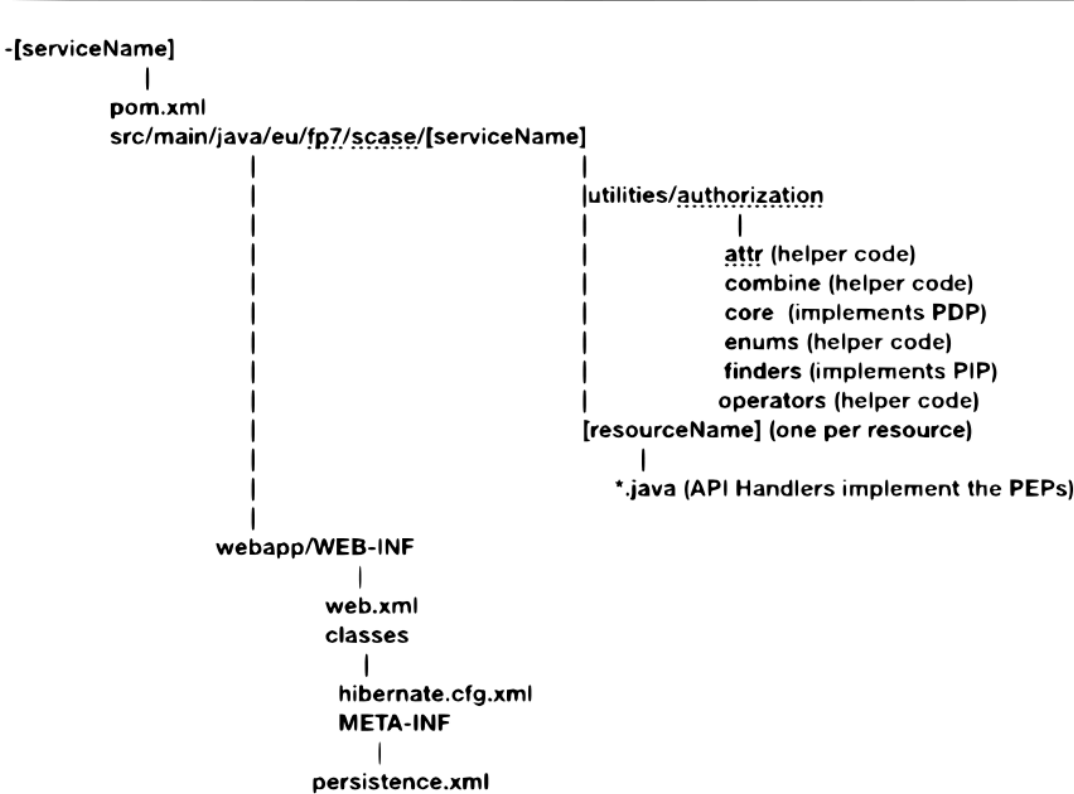 -[serviceName]
pom.xml
src/main/java/eu/fp7/scase/[serviceName]
utilities/authorization
attr (helper code)
combine (helper code)
core (implements PDP)
enums (helper code)
finders (implements PIP)
operators (helper code)
[resourceName] (one per resource)
*.java (API Handlers implement the PEPs)
webapp/WEB-INF
web.xml
classes
hibernate.cfg.xml
META-INF
persistence.xml